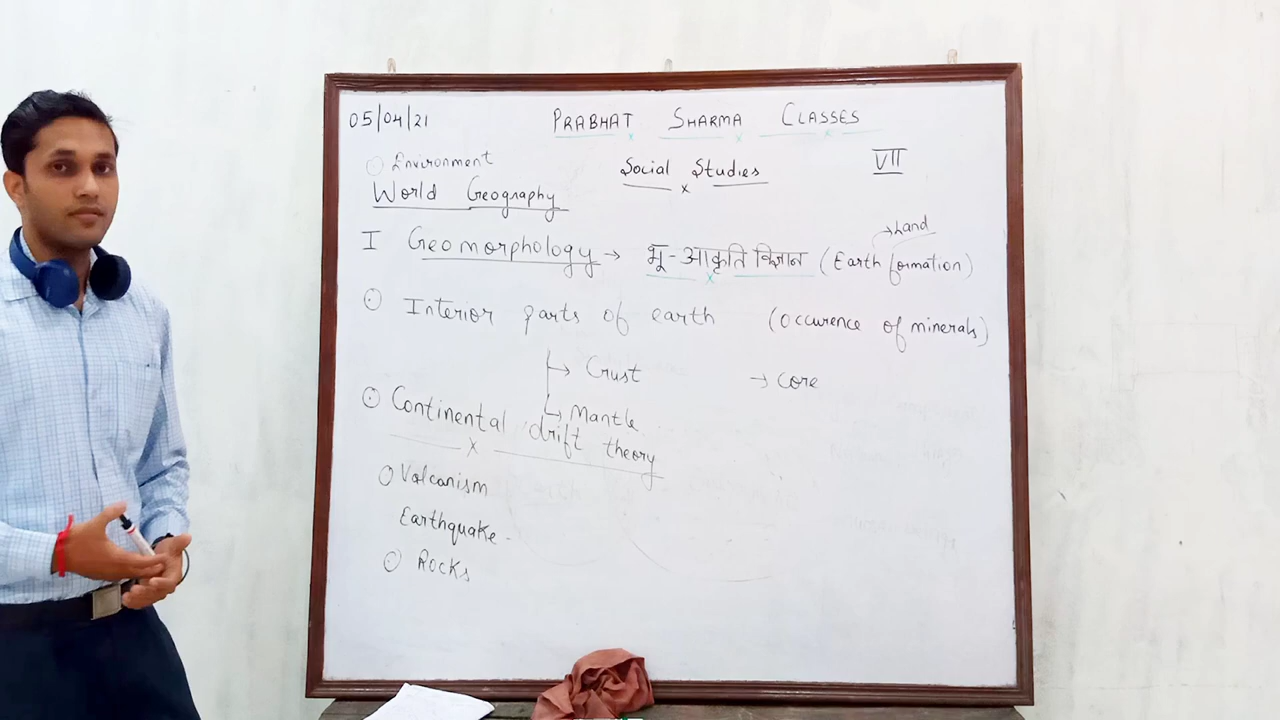 05/04/21 PRABHAT SHARMA CLASSES
Environment Social Studies VII
World Geography
→Land
I Geomorphology → भू-आकृति विज्ञान (Earth formation)
Interior parts of earth (Occurence of minerals)
→ Crust → Core
→ Mantle
Continental drift theory
Volcanism
Earthquake
Rocks